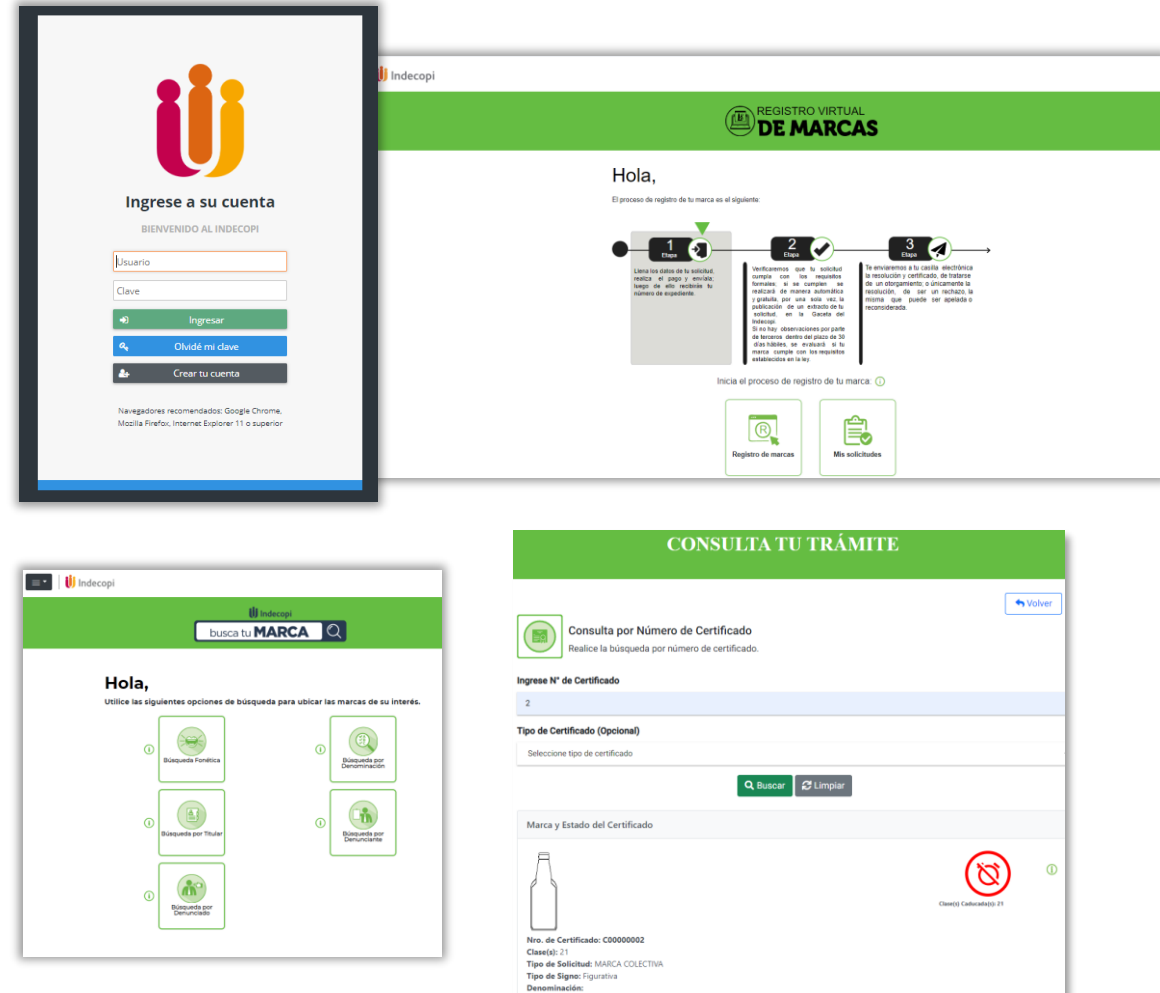 Ingrese a su cuenta
BIENVENIDO AL INDECOPI
Usuario
Clave
Ingresar
Olvidé mi clave
Crear tu cuenta
Navegadores recomendados: Google Chrome,
Mozilla Firefox, Internet Explorer 11 o superior
Indecopi
REGISTRO VIRTUAL
DE MARCAS
Hola,
El proceso de registro de tu marca es el siguiente:
1
Etapa
Llena los datos de tu solicitud,
realiza el pago y envíala;
luego de ello recibirás tu
número de expediente.
2
Etapa
Verificaremos que tu solicitud
cumpla con los requisitos
formales; si se cumplen se
realizará de manera automática
y gratuita, por una sola vez, la
publicación de un extracto de tu
solicitud, en la Gaceta del
Indecopi.
Si no hay observaciones por parte
de terceros dentro del plazo de 30
días hábiles, se evaluará si tu
marca cumple con los requisitos
establecidos en la ley.
3
Etapa
Te enviaremos a tu casilla electrónica
la resolución y certificado, de tratarse
de un otorgamiento; o únicamente la
resolución, de ser un rechazo, la
misma que puede ser apelada o
reconsiderada.
Inicia el proceso de registro de tu marca:
Registro de marcas
Mis solicitudes
Indecopi
Indecopi
busca tu MARCA
Hola,
Utilice las siguientes opciones de búsqueda para ubicar las marcas de su interés.
Búsqueda Fonética
Búsqueda por
Denominación
Búsqueda por Titular
Búsqueda por
Denunciante
Búsqueda por
Denunciado
CONSULTA TU TRÁMITE
Volver
Consulta por Número de Certificado
Realice la búsqueda por número de certificado.
Ingrese N° de Certificado
2
Tipo de Certificado (Opcional)
Seleccione tipo de certificado
Buscar
Limpiar
Marca y Estado del Certificado
Clase(s) Caducada(s): 21
Nro. de Certificado: C00000002
Clase(s): 21
Tipo de Solicitud: MARCA COLECTIVA
Tipo de Signo: Figurativa
Denominación: